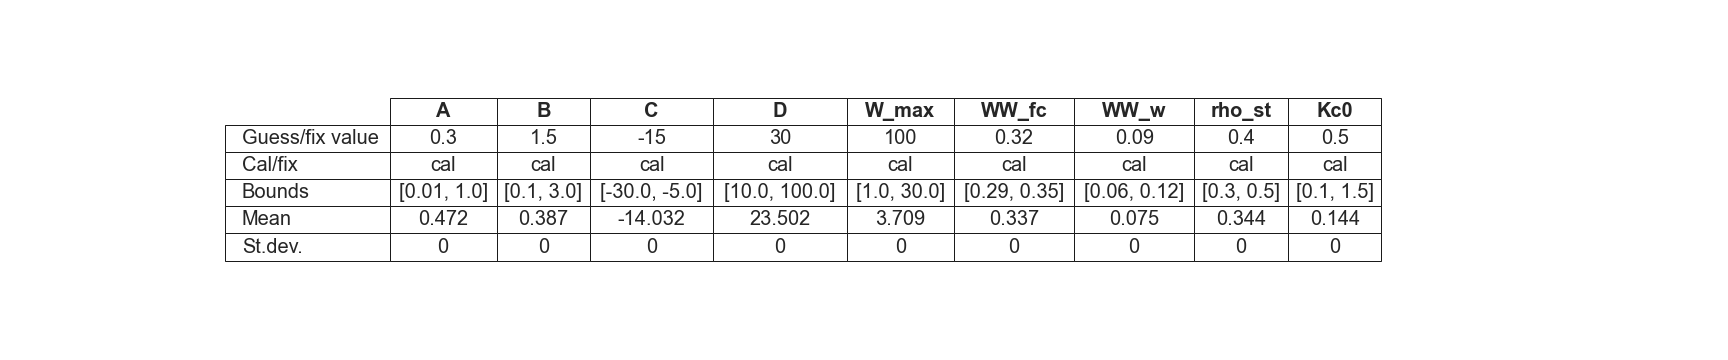 A B C D W_max WW_fc WW_w rho_st Kc0
Guess/fix value 0.3 1.5 -15 30 100 0.32 0.09 0.4 0.5
Cal/fix cal cal cal cal cal cal cal cal cal
Bounds [0.01, 1.0] [0.1, 3.0] [-30.0, -5.0] [10.0, 100.0] [1.0, 30.0] [0.29, 0.35] [0.06, 0.12] [0.3, 0.5] [0.1, 1.5]
Mean 0.472 0.387 -14.032 23.502 3.709 0.337 0.075 0.344 0.144
St.dev. 0 0 0 0 0 0 0 0 0